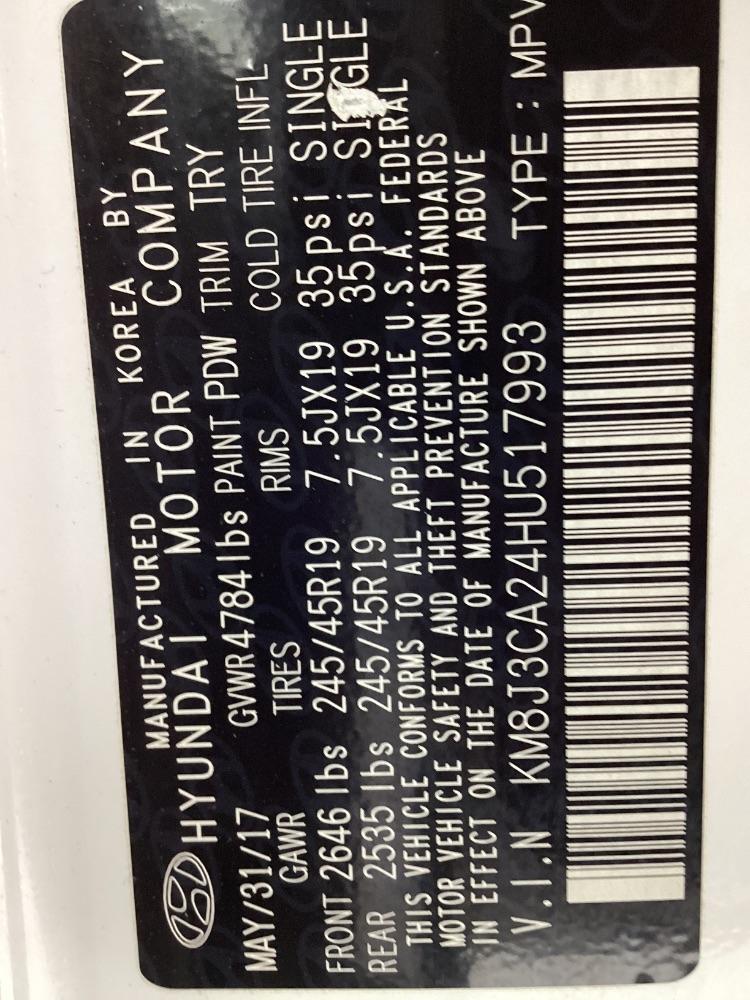 MANUFACTURED IN KOREA BY
HYUNDAI MOTOR COMPANY
MAY/31/17 GVWR4784lbs PAINT PDW TRIM TRY
GAWR TIRES RIMS COLD TIRE INFL
FRONT 2646 lbs 245/45R19 7.5JX19 35psi SINGLE
REAR 2535 lbs 245/45R19 7.5JX19 35psi SINGLE
THIS VEHICLE CONFORMS TO ALL APPLICABLE U.S.A. FEDERAL
MOTOR VEHICLE SAFETY AND THEFT PREVENTION STANDARDS
IN EFFECT ON THE DATE OF MANUFACTURE SHOWN ABOVE
V.I.N KM8J3CA24HU517993 TYPE : MPV